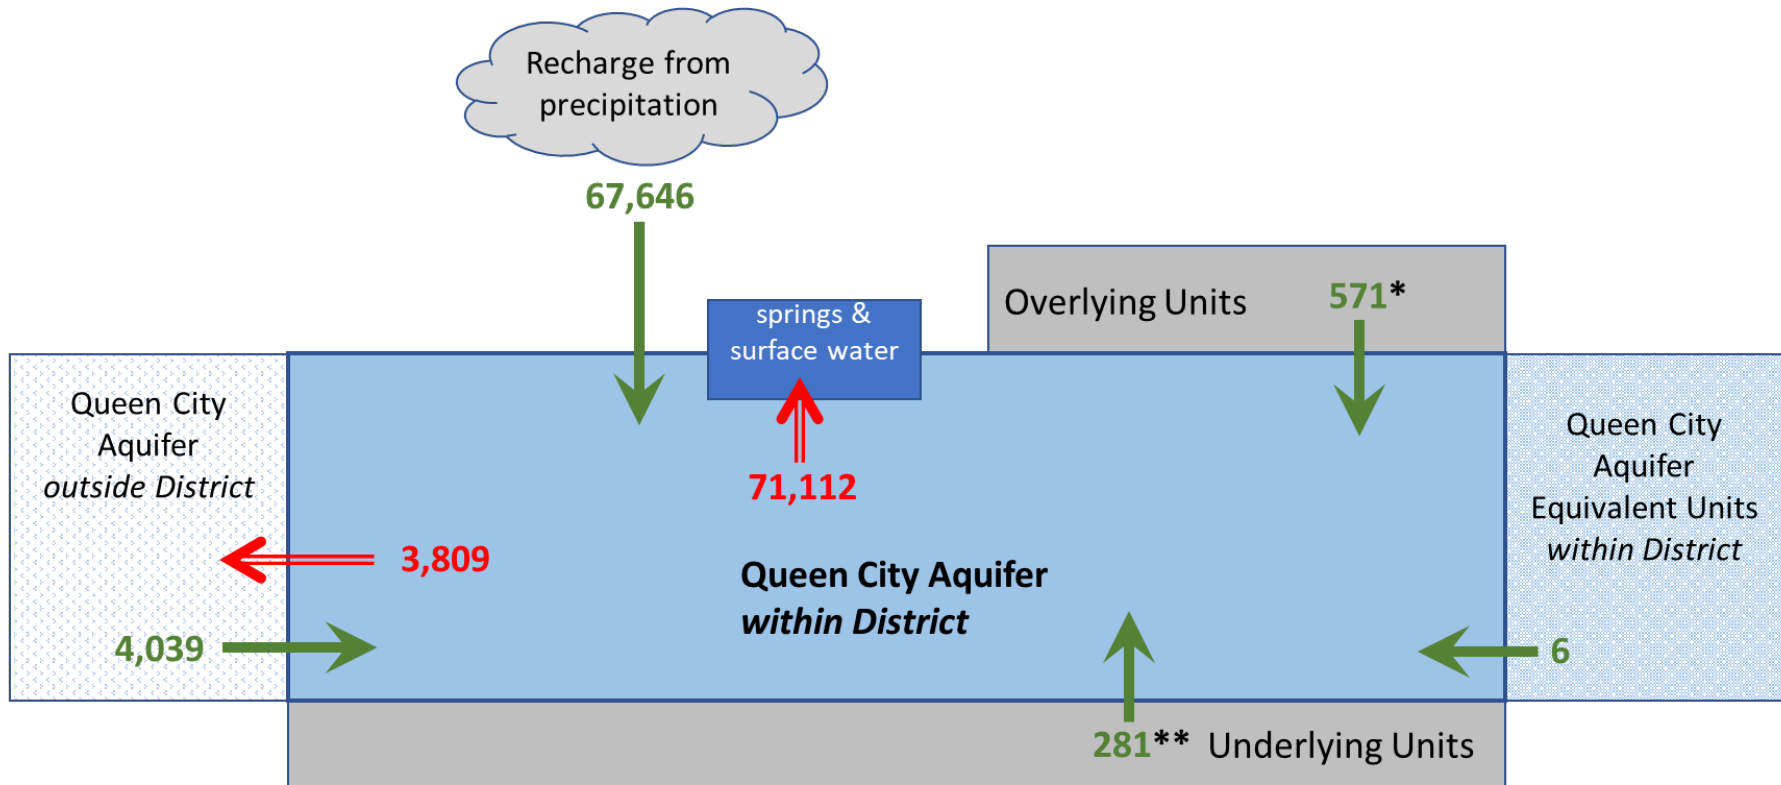 Recharge from
precipitation
67,646
springs &
surface water
Overlying Units 571*
Queen City
Aquifer
outside District
71,112
3,809
4,039
Queen City Aquifer
within District
Queen City
Aquifer
Equivalent Units
within District
6
281** Underlying Units